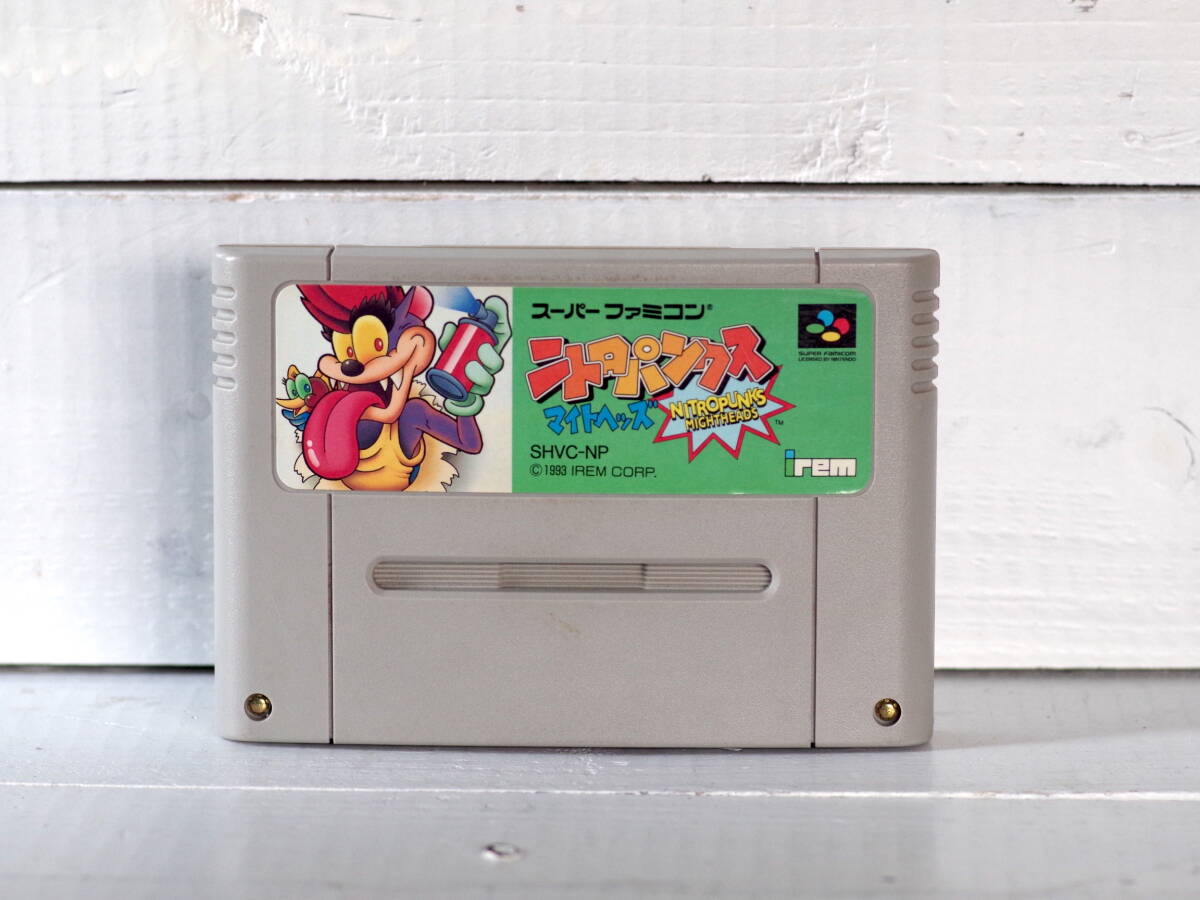 スーパーファミコン®
ニトロパンクス
マイトヘッズ
NITROPUNKS
MIGHTHEADS
™
SHVC-NP
©1993 IREM CORP.
SUPER FAMICOM
LICENSED BY NINTENDO
irem